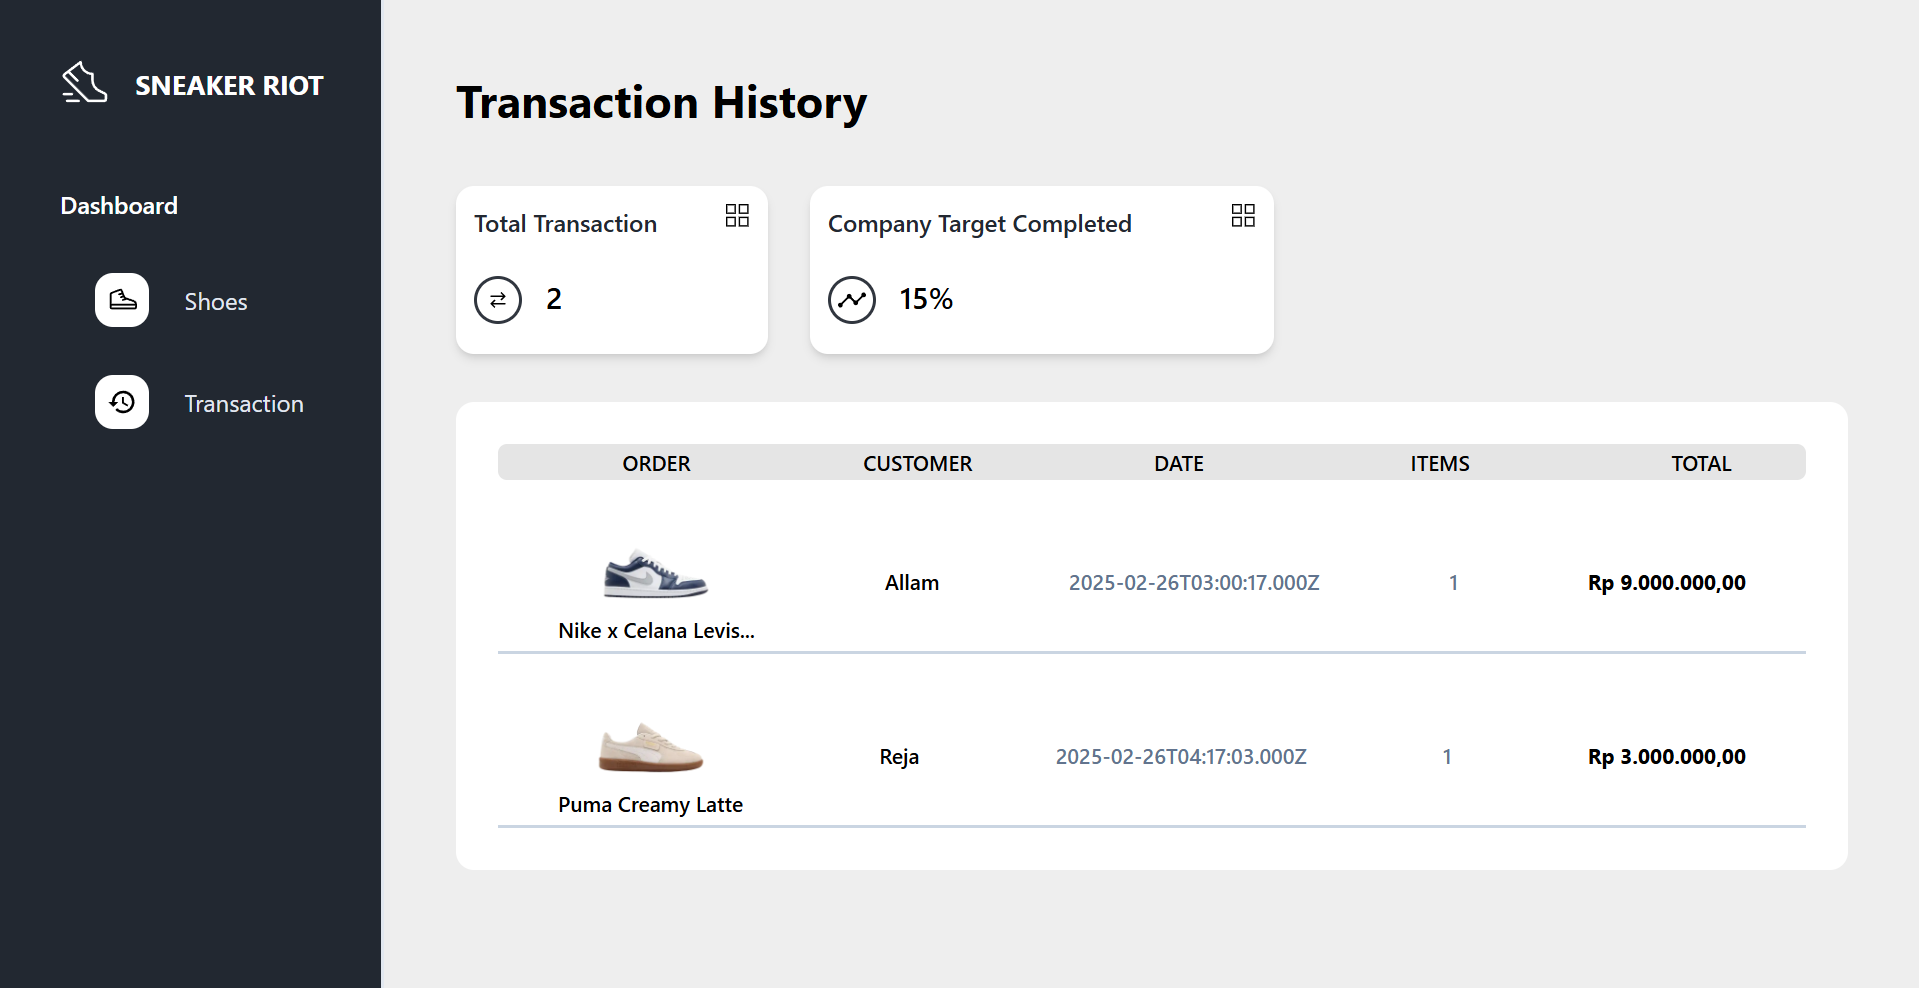 SNEAKER RIOT
Dashboard
Shoes
Transaction
Transaction History
Total Transaction
2
Company Target Completed
15%
ORDER CUSTOMER DATE ITEMS TOTAL
Allam 2025-02-26T03:00:17.000Z 1 Rp 9.000.000,00
Nike x Celana Levis...
Reja 2025-02-26T04:17:03.000Z 1 Rp 3.000.000,00
Puma Creamy Latte